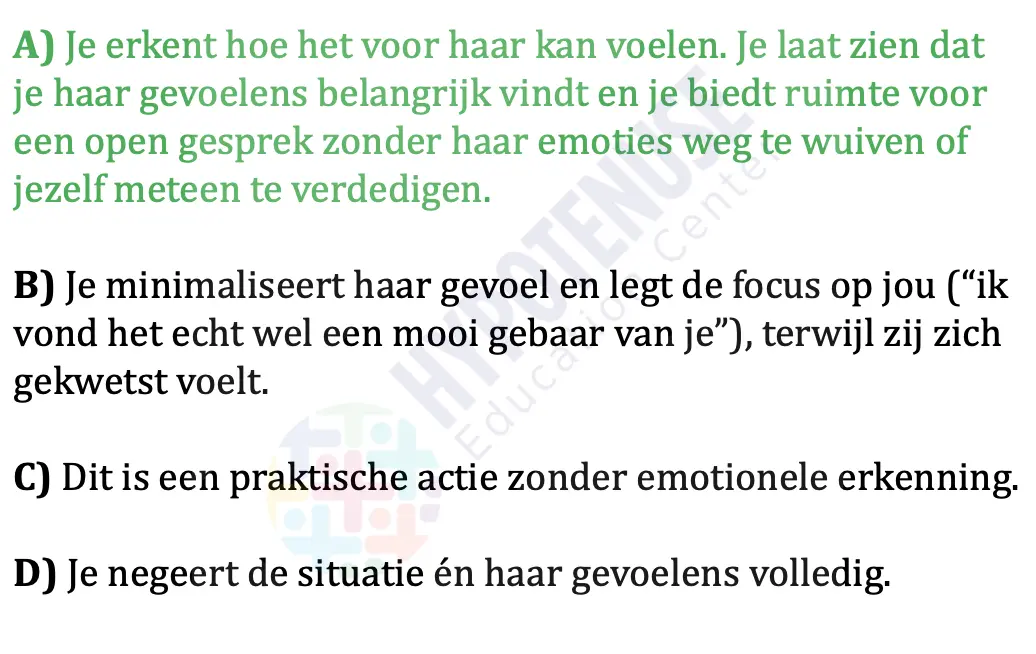 A) Je erkent hoe het voor haar kan voelen. Je laat zien dat
je haar gevoelens belangrijk vindt en je biedt ruimte voor
een open gesprek zonder haar emoties weg te wuiven of
jezelf meteen te verdedigen.
B) Je minimaliseert haar gevoel en legt de focus op jou (“ik
vond het echt wel een mooi gebaar van je”), terwijl zij zich
gekwetst voelt.
C) Dit is een praktische actie zonder emotionele erkenning.
D) Je negeert de situatie én haar gevoelens volledig.
HYPOTENUSE
Education Center